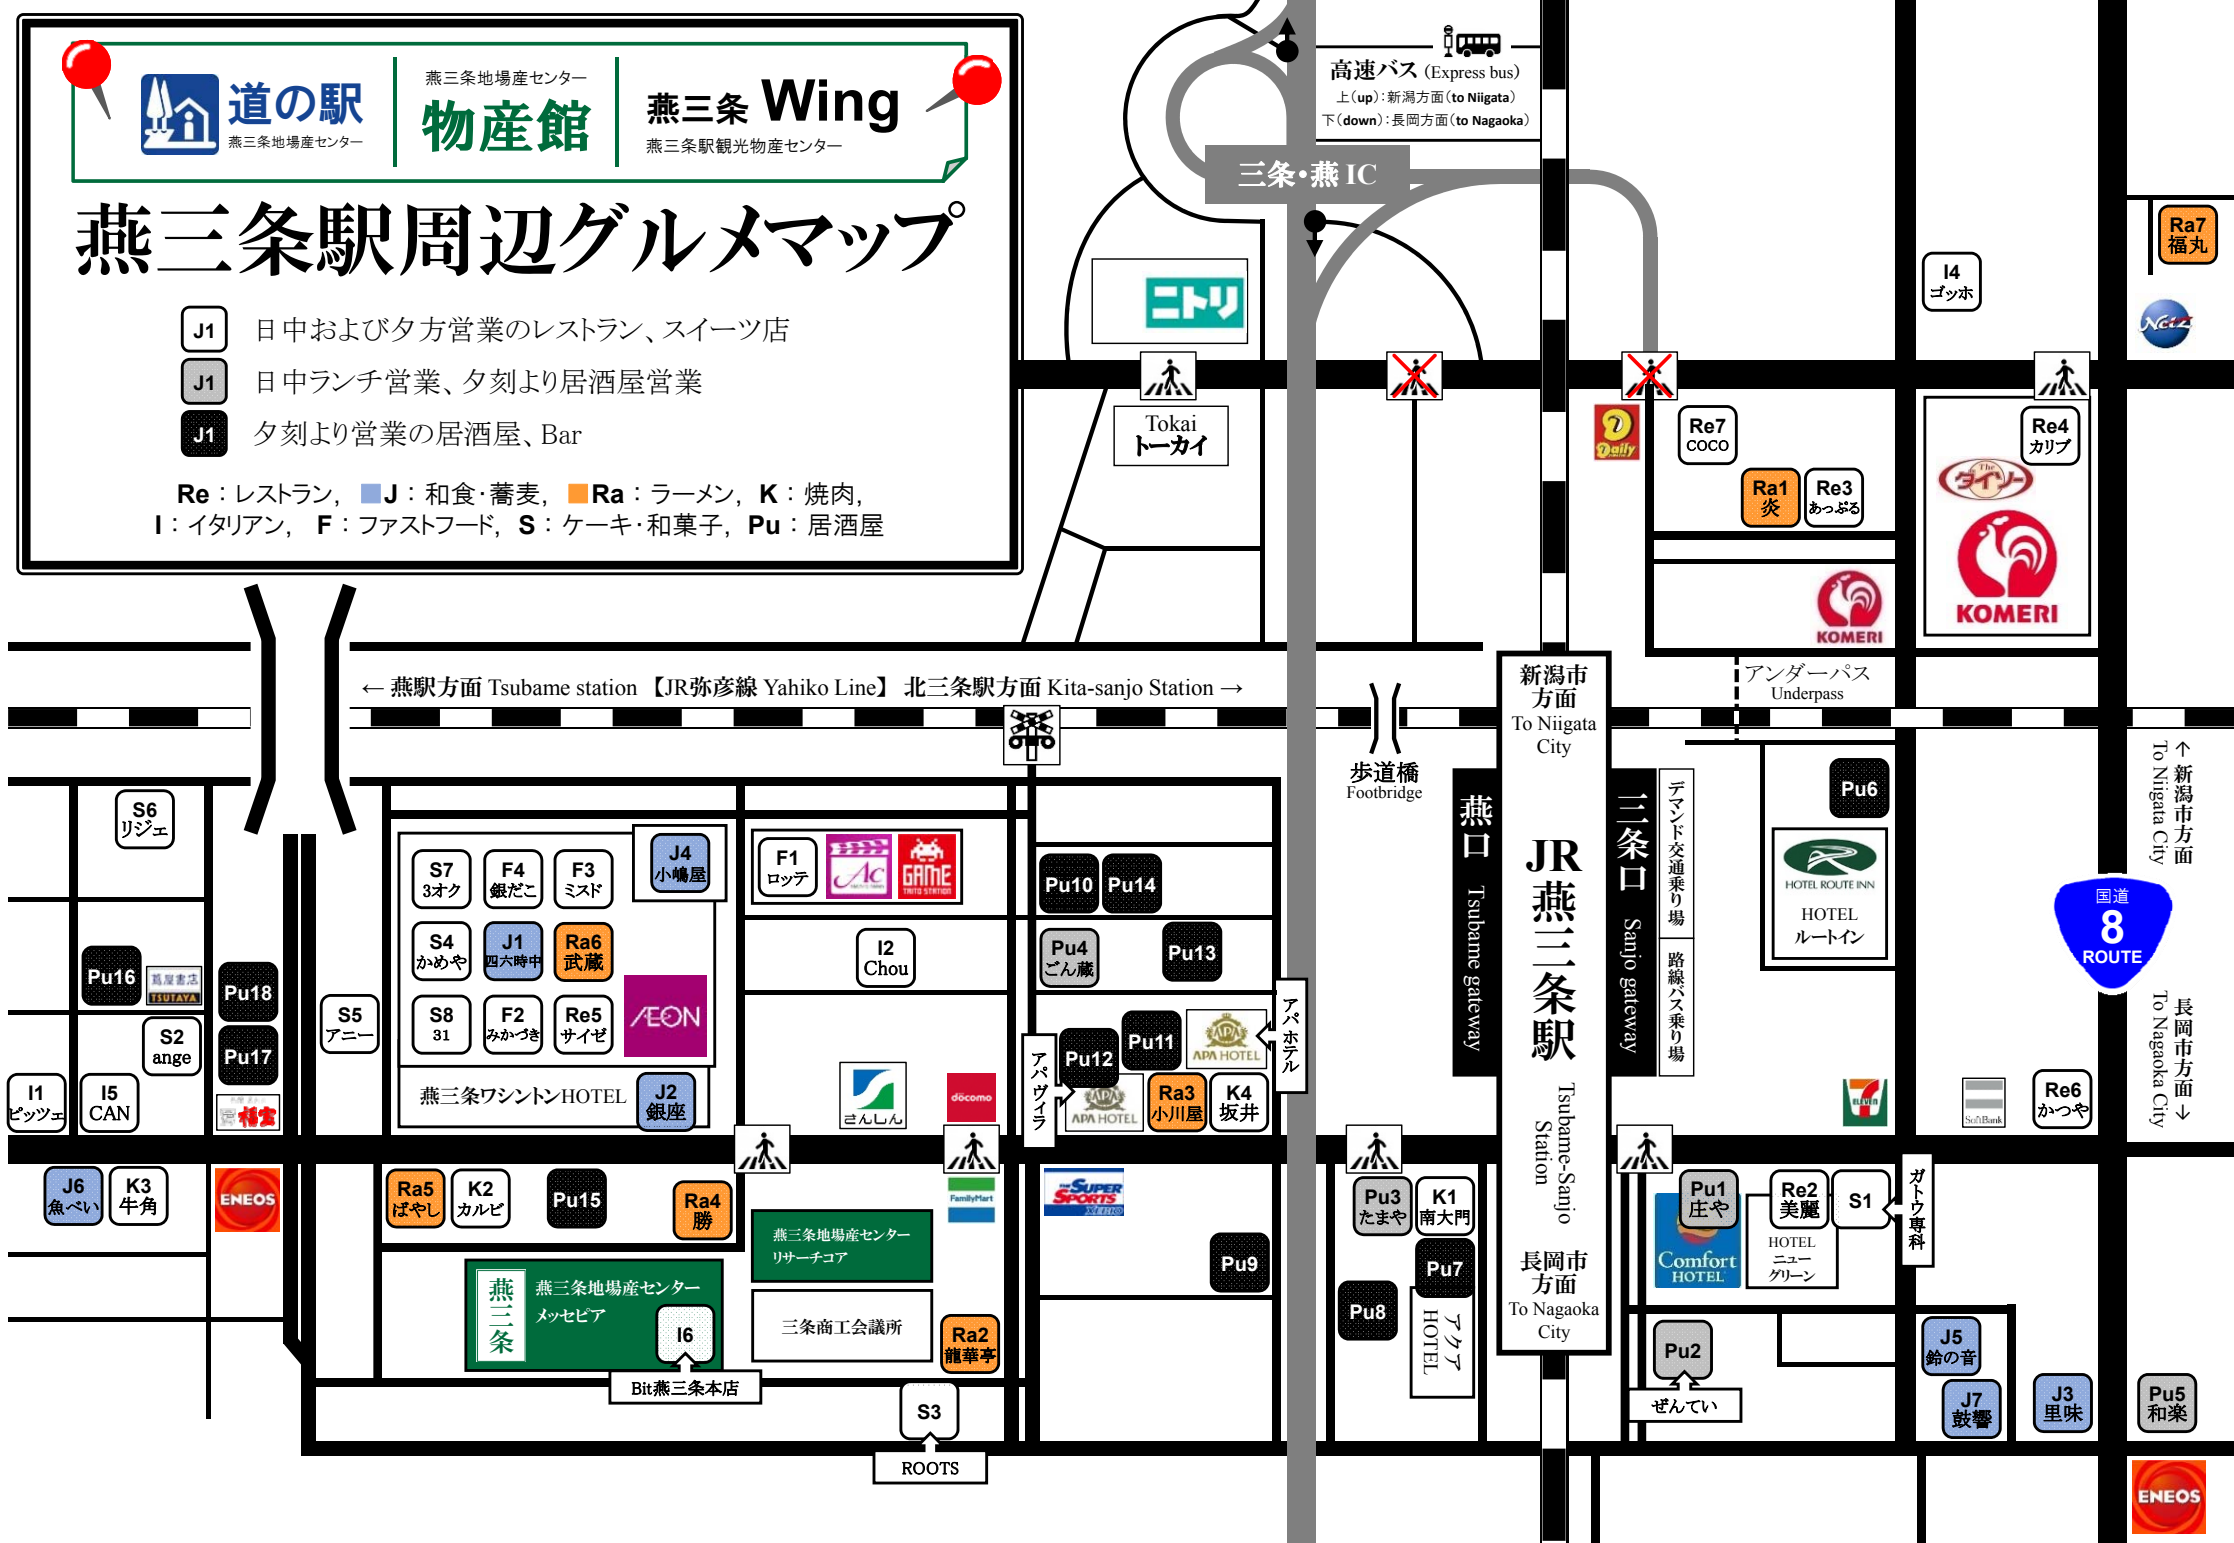 道の駅
燕三条地場産センター
燕三条地場産センター
物産館
燕三条 Wing
燕三条駅観光物産センター
燕三条駅周辺グルメマップ
J1 日中および夕方営業のレストラン、スイーツ店
J1 日中ランチ営業、夕刻より居酒屋営業
J1 夕刻より営業の居酒屋、Bar
Re：レストラン, ■J：和食･蕎麦, ■Ra：ラーメン, K：焼肉,
I：イタリアン, F：ファストフード, S：ケーキ･和菓子, Pu：居酒屋
高速バス (Express bus)
上(up):新潟方面(to Niigata)
下(down):長岡方面(to Nagaoka)
三条・燕 IC
ニトリ
Tokai
トーカイ
Daily
Re7
COCO
Ra1
炎
Re3
あっぷる
I4
ゴッホ
Ra7
福丸
Netz
Re4
カリブ
The
ダイソー
KOMERI
KOMERI
アンダーパス
Underpass
← 燕駅方面 Tsubame station 【JR弥彦線 Yahiko Line】 北三条駅方面 Kita-sanjo Station →
歩道橋
Footbridge
新潟市
方面
To Niigata
City
JR燕三条駅
Tsubame-Sanjo
Station
長岡市
方面
To Nagaoka
City
燕口 Tsubame gateway
三条口 Sanjo gateway
デマンド交通乗り場
路線バス乗り場
Pu6
HOTEL ROUTE INN
HOTEL
ルートイン
国道
8
ROUTE
↑ 新潟市方面
To Niigata City
長岡市方面 ↓
To Nagaoka City
S6
リジェ
Pu16
蔦屋書店
TSUTAYA
Pu18
S2
ange
Pu17
I1
ピッツェ
I5
CAN
福宝
S5
アニー
S7
3オク
F4
銀だこ
F3
ミスド
J4
小嶋屋
S4
かめや
J1
四六時中
Ra6
武蔵
S8
31
F2
みかづき
Re5
サイゼ
ÆON
燕三条ワシントンHOTEL
J2
銀座
F1
ロッテ
Ac
GAME
TAITO STATION
I2
Chou
さんしん
docomo
Pu10
Pu14
Pu4
ごん蔵
Pu13
アパホテル
アパヴィラ
Pu12
Pu11
APA HOTEL
APA HOTEL
Ra3
小川屋
K4
坂井
ELEVEN
SoftBank
Re6
かつや
J6
魚べい
K3
牛角
ENEOS
Ra5
ばやし
K2
カルビ
Pu15
Ra4
勝
FamilyMart
THE SUPER
SPORTS
XEBIO
燕三条地場産センター
リサーチコア
燕三条
燕三条地場産センター
メッセピア
I6
Bit燕三条本店
三条商工会議所
Ra2
龍華亭
S3
ROOTS
Pu9
Pu3
たまや
K1
南大門
Pu7
Pu8
アクア
HOTEL
Pu1
庄や
Comfort
HOTEL
Re2
美麗
HOTEL
ニュー
グリーン
S1
ガトウ専科
Pu2
ぜんてい
J5
鈴の音
J7
鼓響
J3
里味
Pu5
和楽
ENEOS